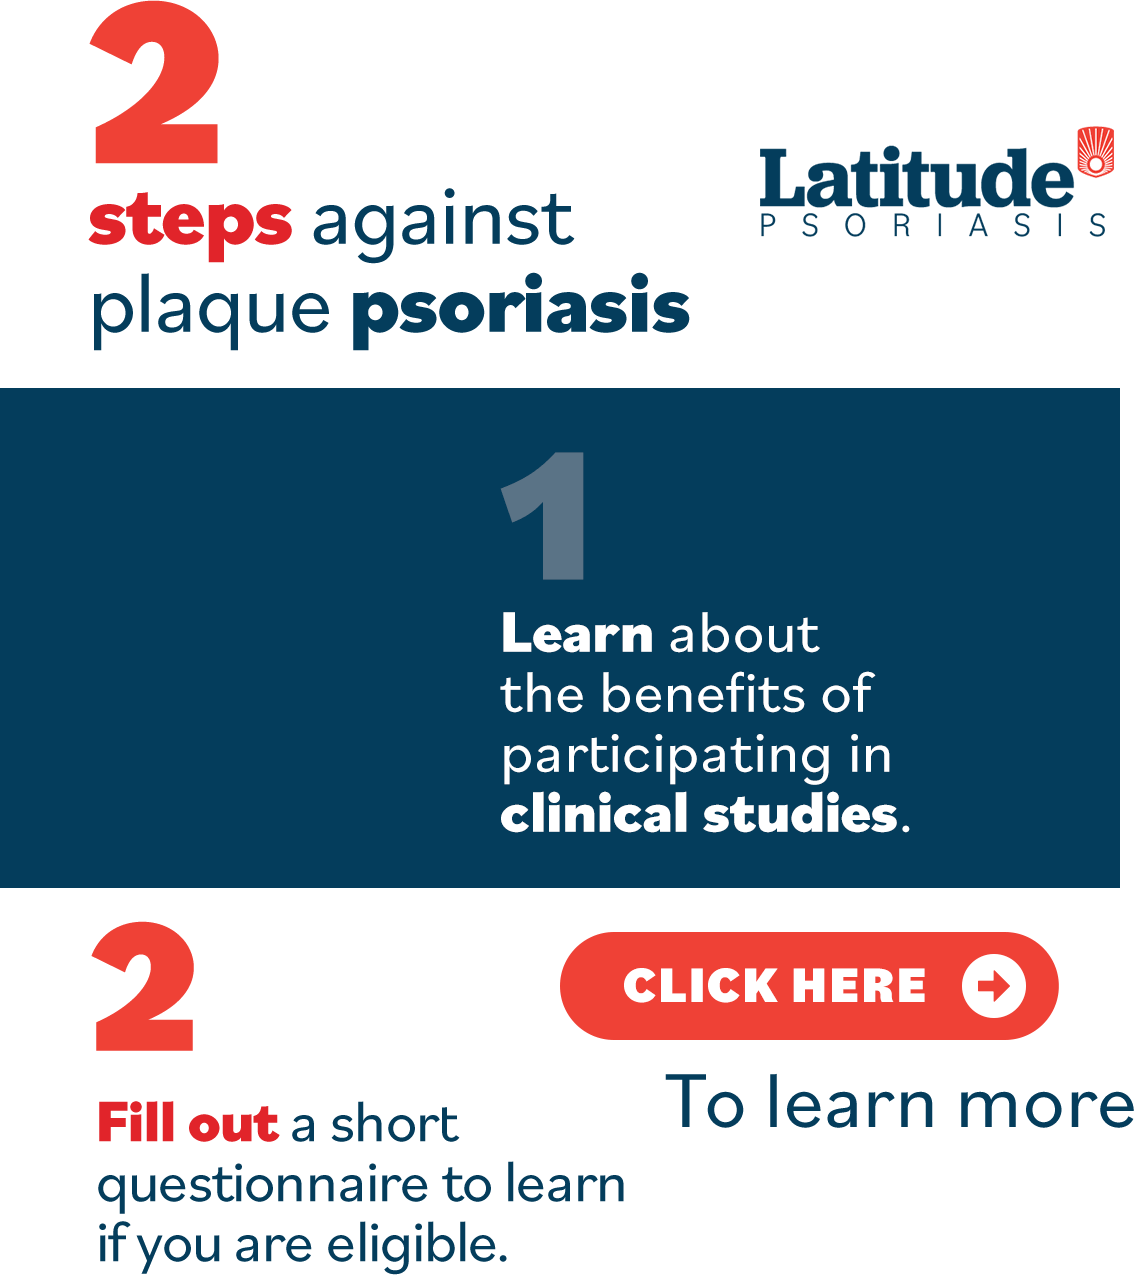 2
steps against
plaque psoriasis
Latitude
PSORIASIS
1
Learn about
the benefits of
participating in
clinical studies.
2
Fill out a short
questionnaire to learn
if you are eligible.
CLICK HERE
To learn more